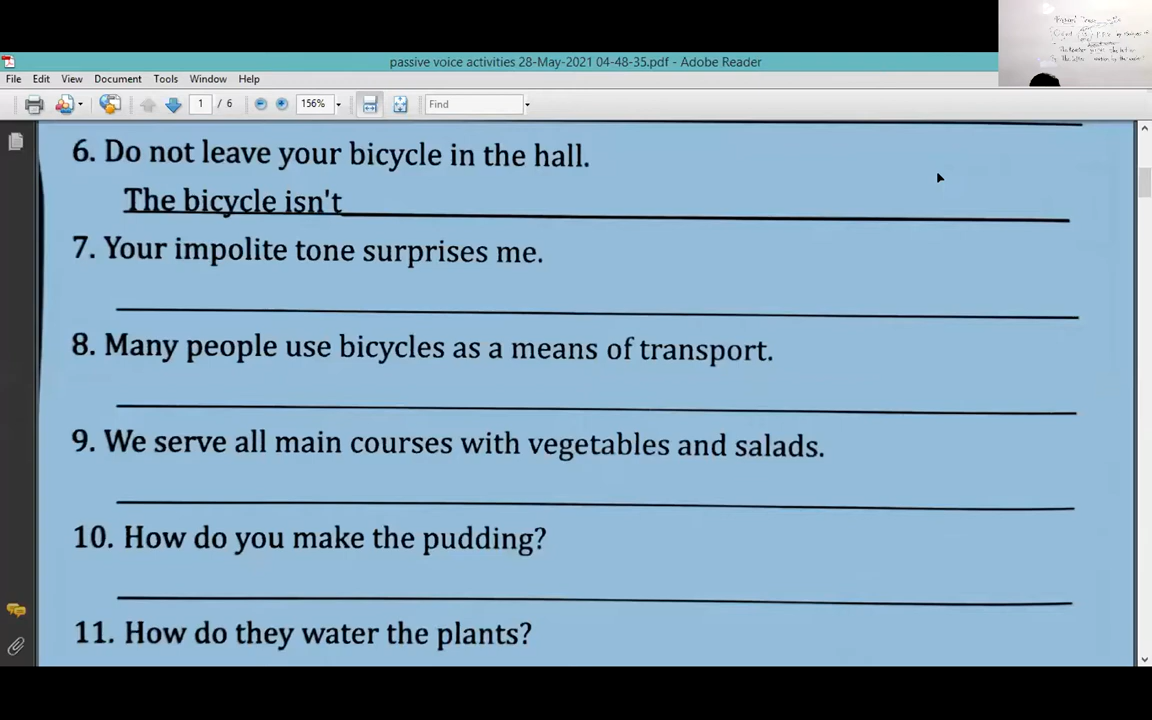 passive voice activities 28-May-2021 04-48-35.pdf - Adobe Reader
File Edit View Document Tools Window Help
1 / 6 156% Find
6. Do not leave your bicycle in the hall.
The bicycle isn't
7. Your impolite tone surprises me.
8. Many people use bicycles as a means of transport.
9. We serve all main courses with vegetables and salads.
10. How do you make the pudding?
11. How do they water the plants?